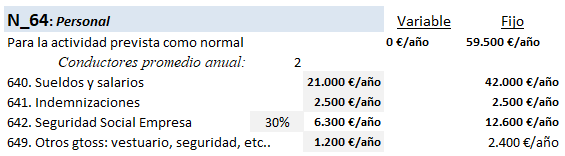 N_64: Personal Variable Fijo
Para la actividad prevista como normal 0 €/año 59.500 €/año
Conductores promedio anual: 2
640. Sueldos y salarios 21.000 €/año 42.000 €/año
641. Indemnizaciones 2.500 €/año 2.500 €/año
642. Seguridad Social Empresa 30% 6.300 €/año 12.600 €/año
649. Otros gtoss: vestuario, seguridad, etc.. 1.200 €/año 2.400 €/año